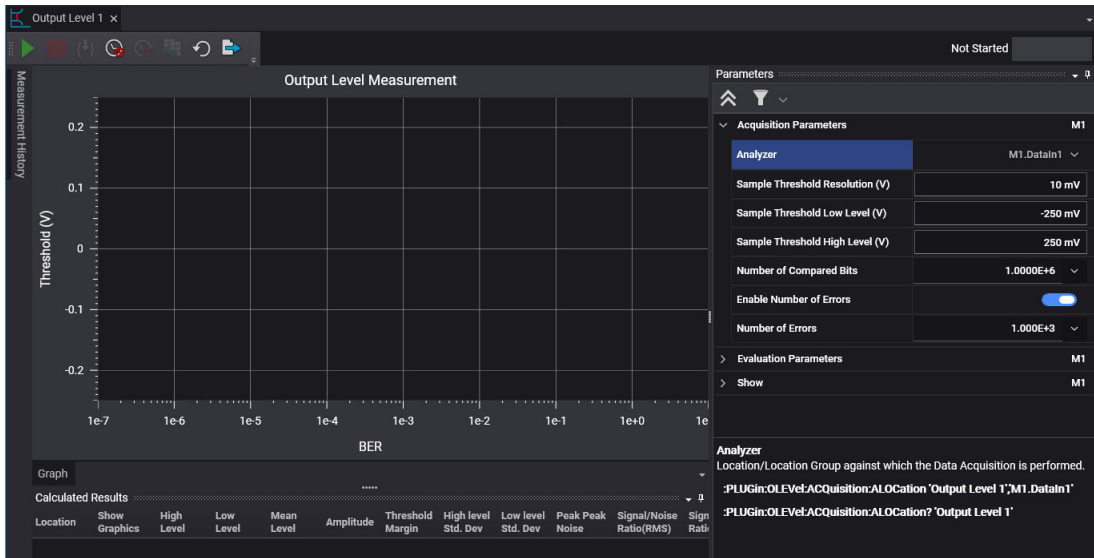 Output Level 1 ×
Not Started
Measurement History
Output Level Measurement
Threshold (V)
0.2
0.1
0
-0.1
-0.2
1e-7 1e-6 1e-5 1e-4 1e-3 1e-2 1e-1 1e+0 1e
BER
Graph
Calculated Results
Location Show Graphics High Level Low Level Mean Level Amplitude Threshold Margin High level Std. Dev Low level Std. Dev Peak Peak Noise Signal/Noise Ratio(RMS) Sign Rati
Parameters
Acquisition Parameters M1
Analyzer M1.DataIn1
Sample Threshold Resolution (V) 10 mV
Sample Threshold Low Level (V) -250 mV
Sample Threshold High Level (V) 250 mV
Number of Compared Bits 1.0000E+6
Enable Number of Errors
Number of Errors 1.000E+3
Evaluation Parameters M1
Show M1
Analyzer
Location/Location Group against which the Data Acquisition is performed.
:PLUGin:OLEVel:ACQuisition:ALOCation 'Output Level 1','M1.DataIn1'
:PLUGin:OLEVel:ACQuisition:ALOCation? 'Output Level 1'